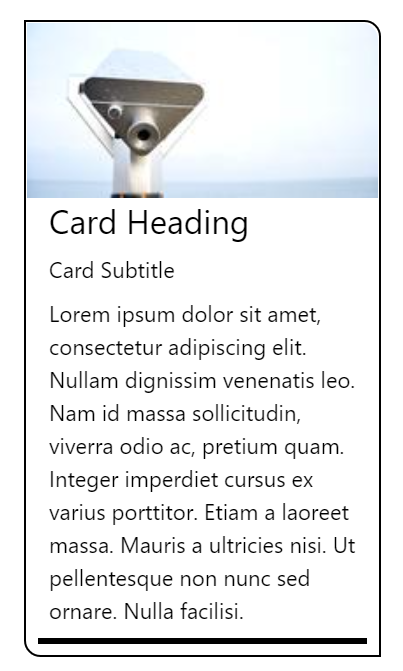 Card Heading
Card Subtitle
Lorem ipsum dolor sit amet,
consectetur adipiscing elit.
Nullam dignissim venenatis leo.
Nam id massa sollicitudin,
viverra odio ac, pretium quam.
Integer imperdiet cursus ex
varius porttitor. Etiam a laoreet
massa. Mauris a ultricies nisi. Ut
pellentesque non nunc sed
ornare. Nulla facilisi.